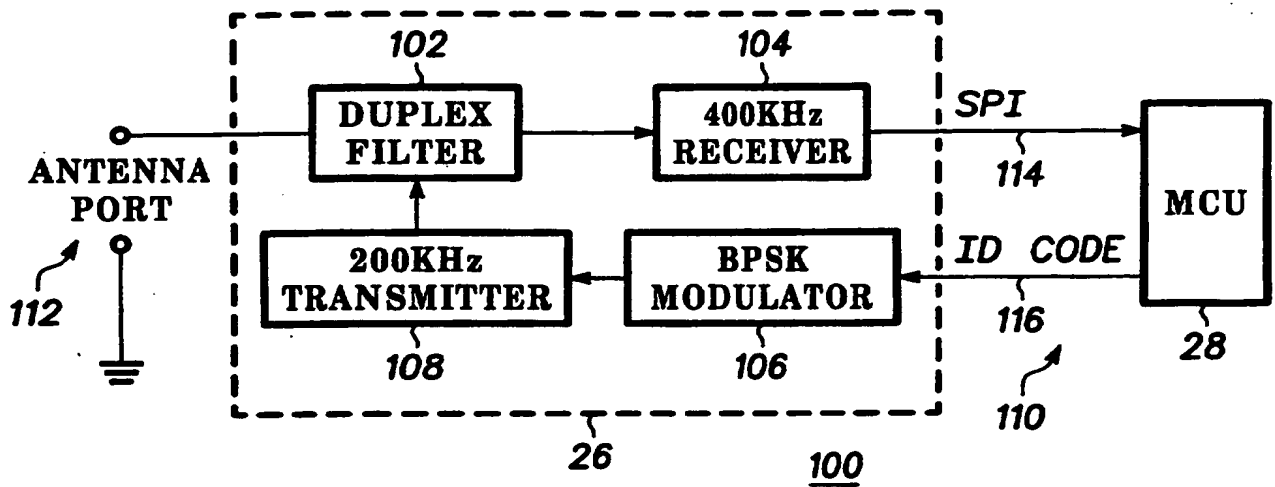 102
104
DUPLEX
FILTER
400KHz
RECEIVER
SPI
114
MCU
ANTENNA
PORT
112
200KHz
TRANSMITTER
BPSK
MODULATOR
ID CODE
116
28
108
106
110
26
100